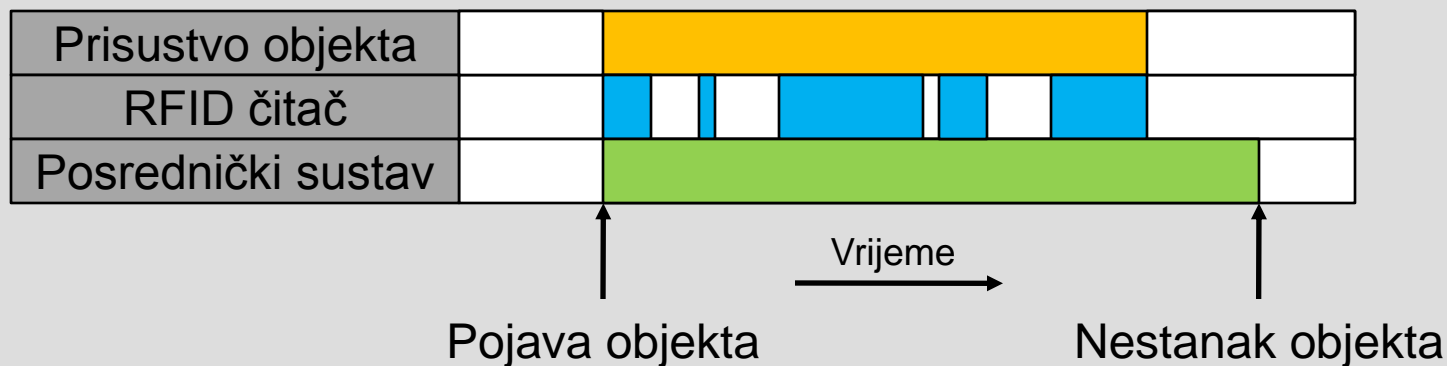 Prisustvo objekta
RFID čitač
Posrednički sustav
Vrijeme
Pojava objekta
Nestanak objekta